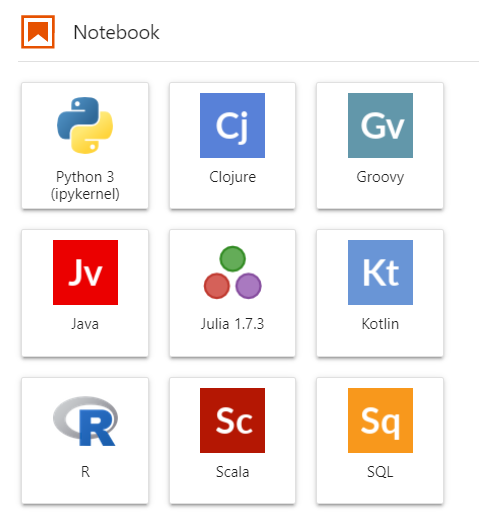 Notebook
Python 3
(ipykernel)
Cj
Clojure
Gv
Groovy
Jv
Java
Julia 1.7.3
Kt
Kotlin
R
R
Sc
Scala
Sq
SQL